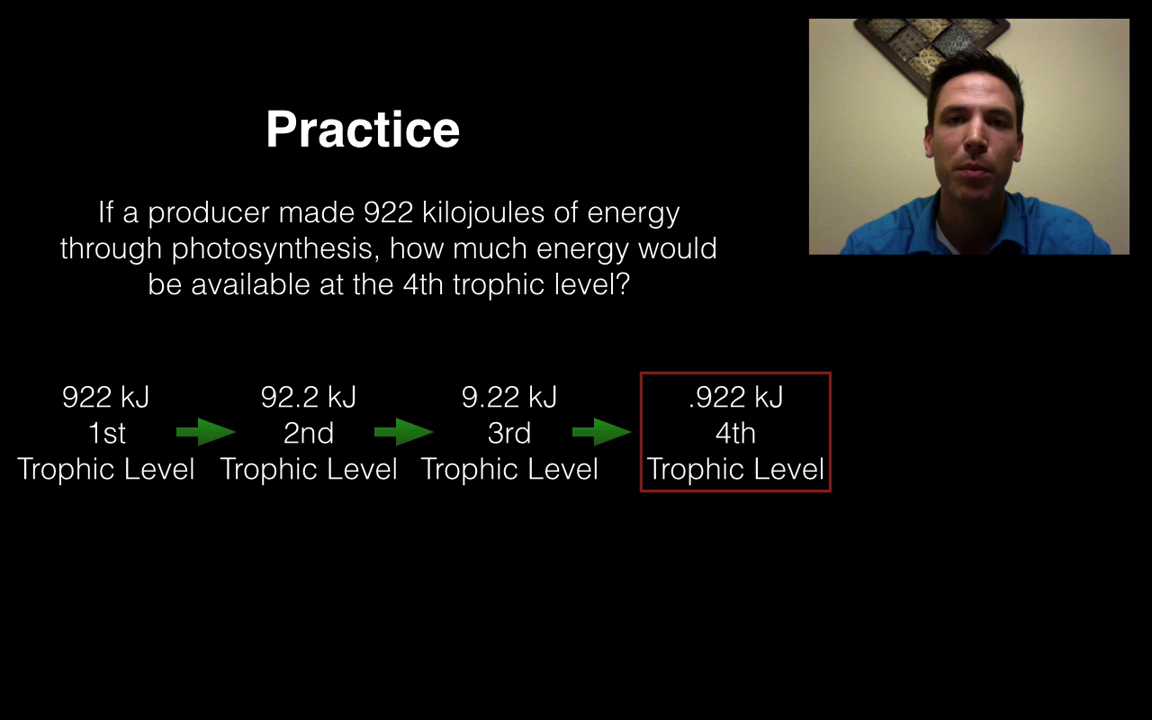 Practice
If a producer made 922 kilojoules of energy
through photosynthesis, how much energy would
be available at the 4th trophic level?
922 kJ
1st
Trophic Level
92.2 kJ
2nd
Trophic Level
9.22 kJ
3rd
Trophic Level
.922 kJ
4th
Trophic Level